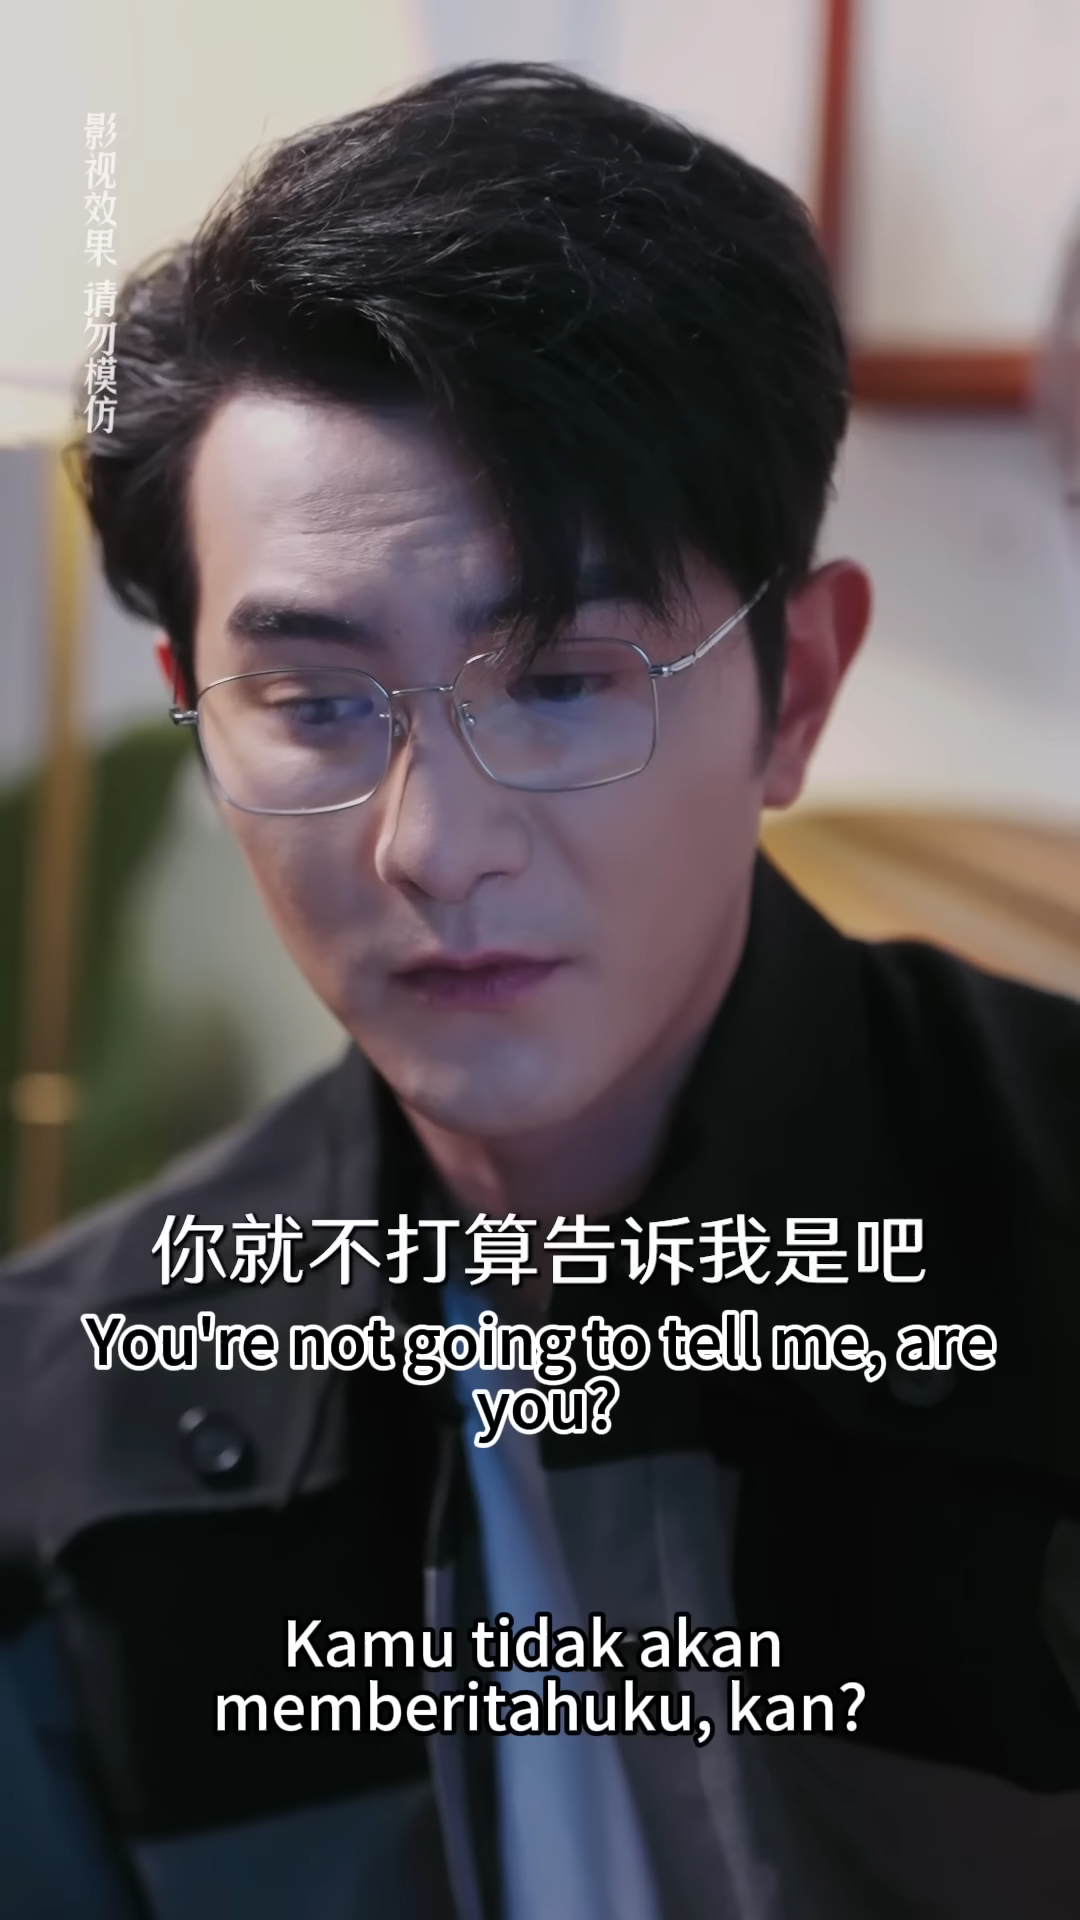 影视效果 请勿模仿
你就不打算告诉我是吧
You're not going to tell me, are
you?
Kamu tidak akan
memberitahuku, kan?